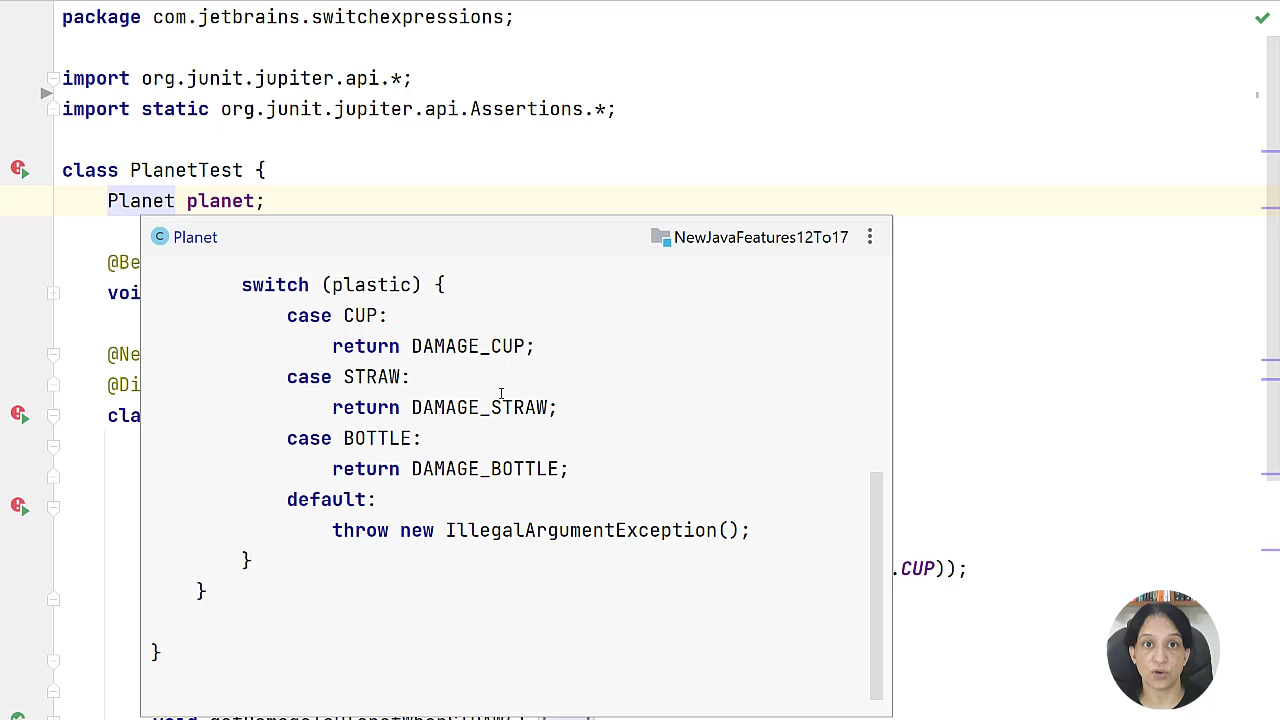 package com.jetbrains.switchexpressions;
import org.junit.jupiter.api.*;
import static org.junit.jupiter.api.Assertions.*;
class PlanetTest {
Planet planet;
C Planet NewJavaFeatures12To17
@Be
switch (plastic) {
voi
case CUP:
return DAMAGE_CUP;
@Ne
case STRAW:
@Di
return DAMAGE_STRAW;
cla
case BOTTLE:
return DAMAGE_BOTTLE;
default:
throw new IllegalArgumentException();
}
.CUP));
}
}